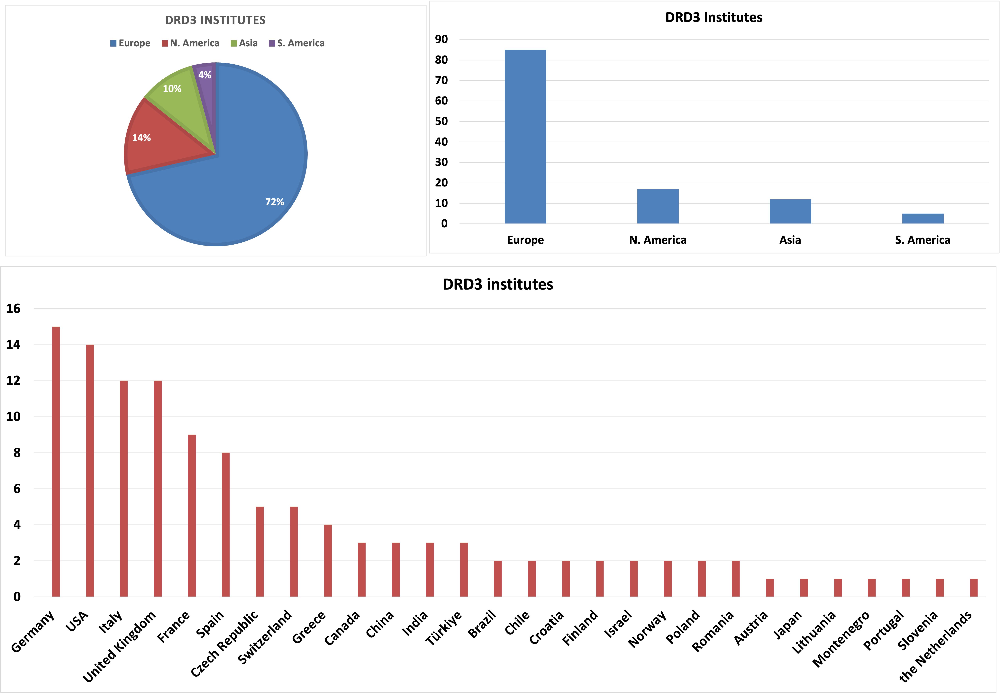 DRD3 INSTITUTES
Europe N. America Asia S. America
4%
10%
14%
72%
DRD3 Institutes
90
80
70
60
50
40
30
20
10
0
Europe N. America Asia S. America
DRD3 institutes
16
14
12
10
8
6
4
2
0
Germany
USA
Italy
United Kingdom
France
Spain
Czech Republic
Switzerland
Greece
Canada
China
India
Türkiye
Brazil
Chile
Croatia
Finland
Israel
Norway
Poland
Romania
Austria
Japan
Lithuania
Montenegro
Portugal
Slovenia
the Netherlands